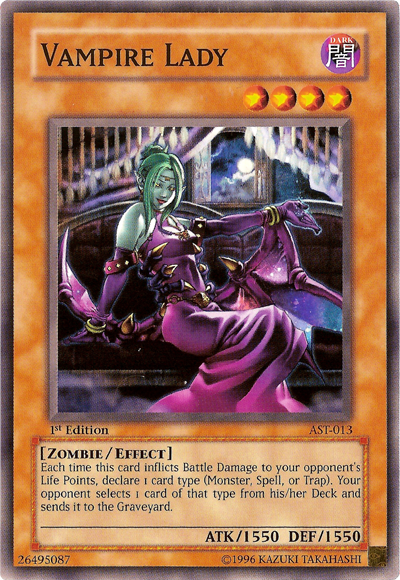 VAMPIRE LADY
DARK
闇
1st Edition
AST-013
[ZOMBIE/EFFECT]
Each time this card inflicts Battle Damage to your opponent's
Life Points, declare 1 card type (Monster, Spell, or Trap). Your
opponent selects 1 card of that type from his/her Deck and
sends it to the Graveyard.
ATK/1550 DEF/1550
26495087
©1996 KAZUKI TAKAHASHI